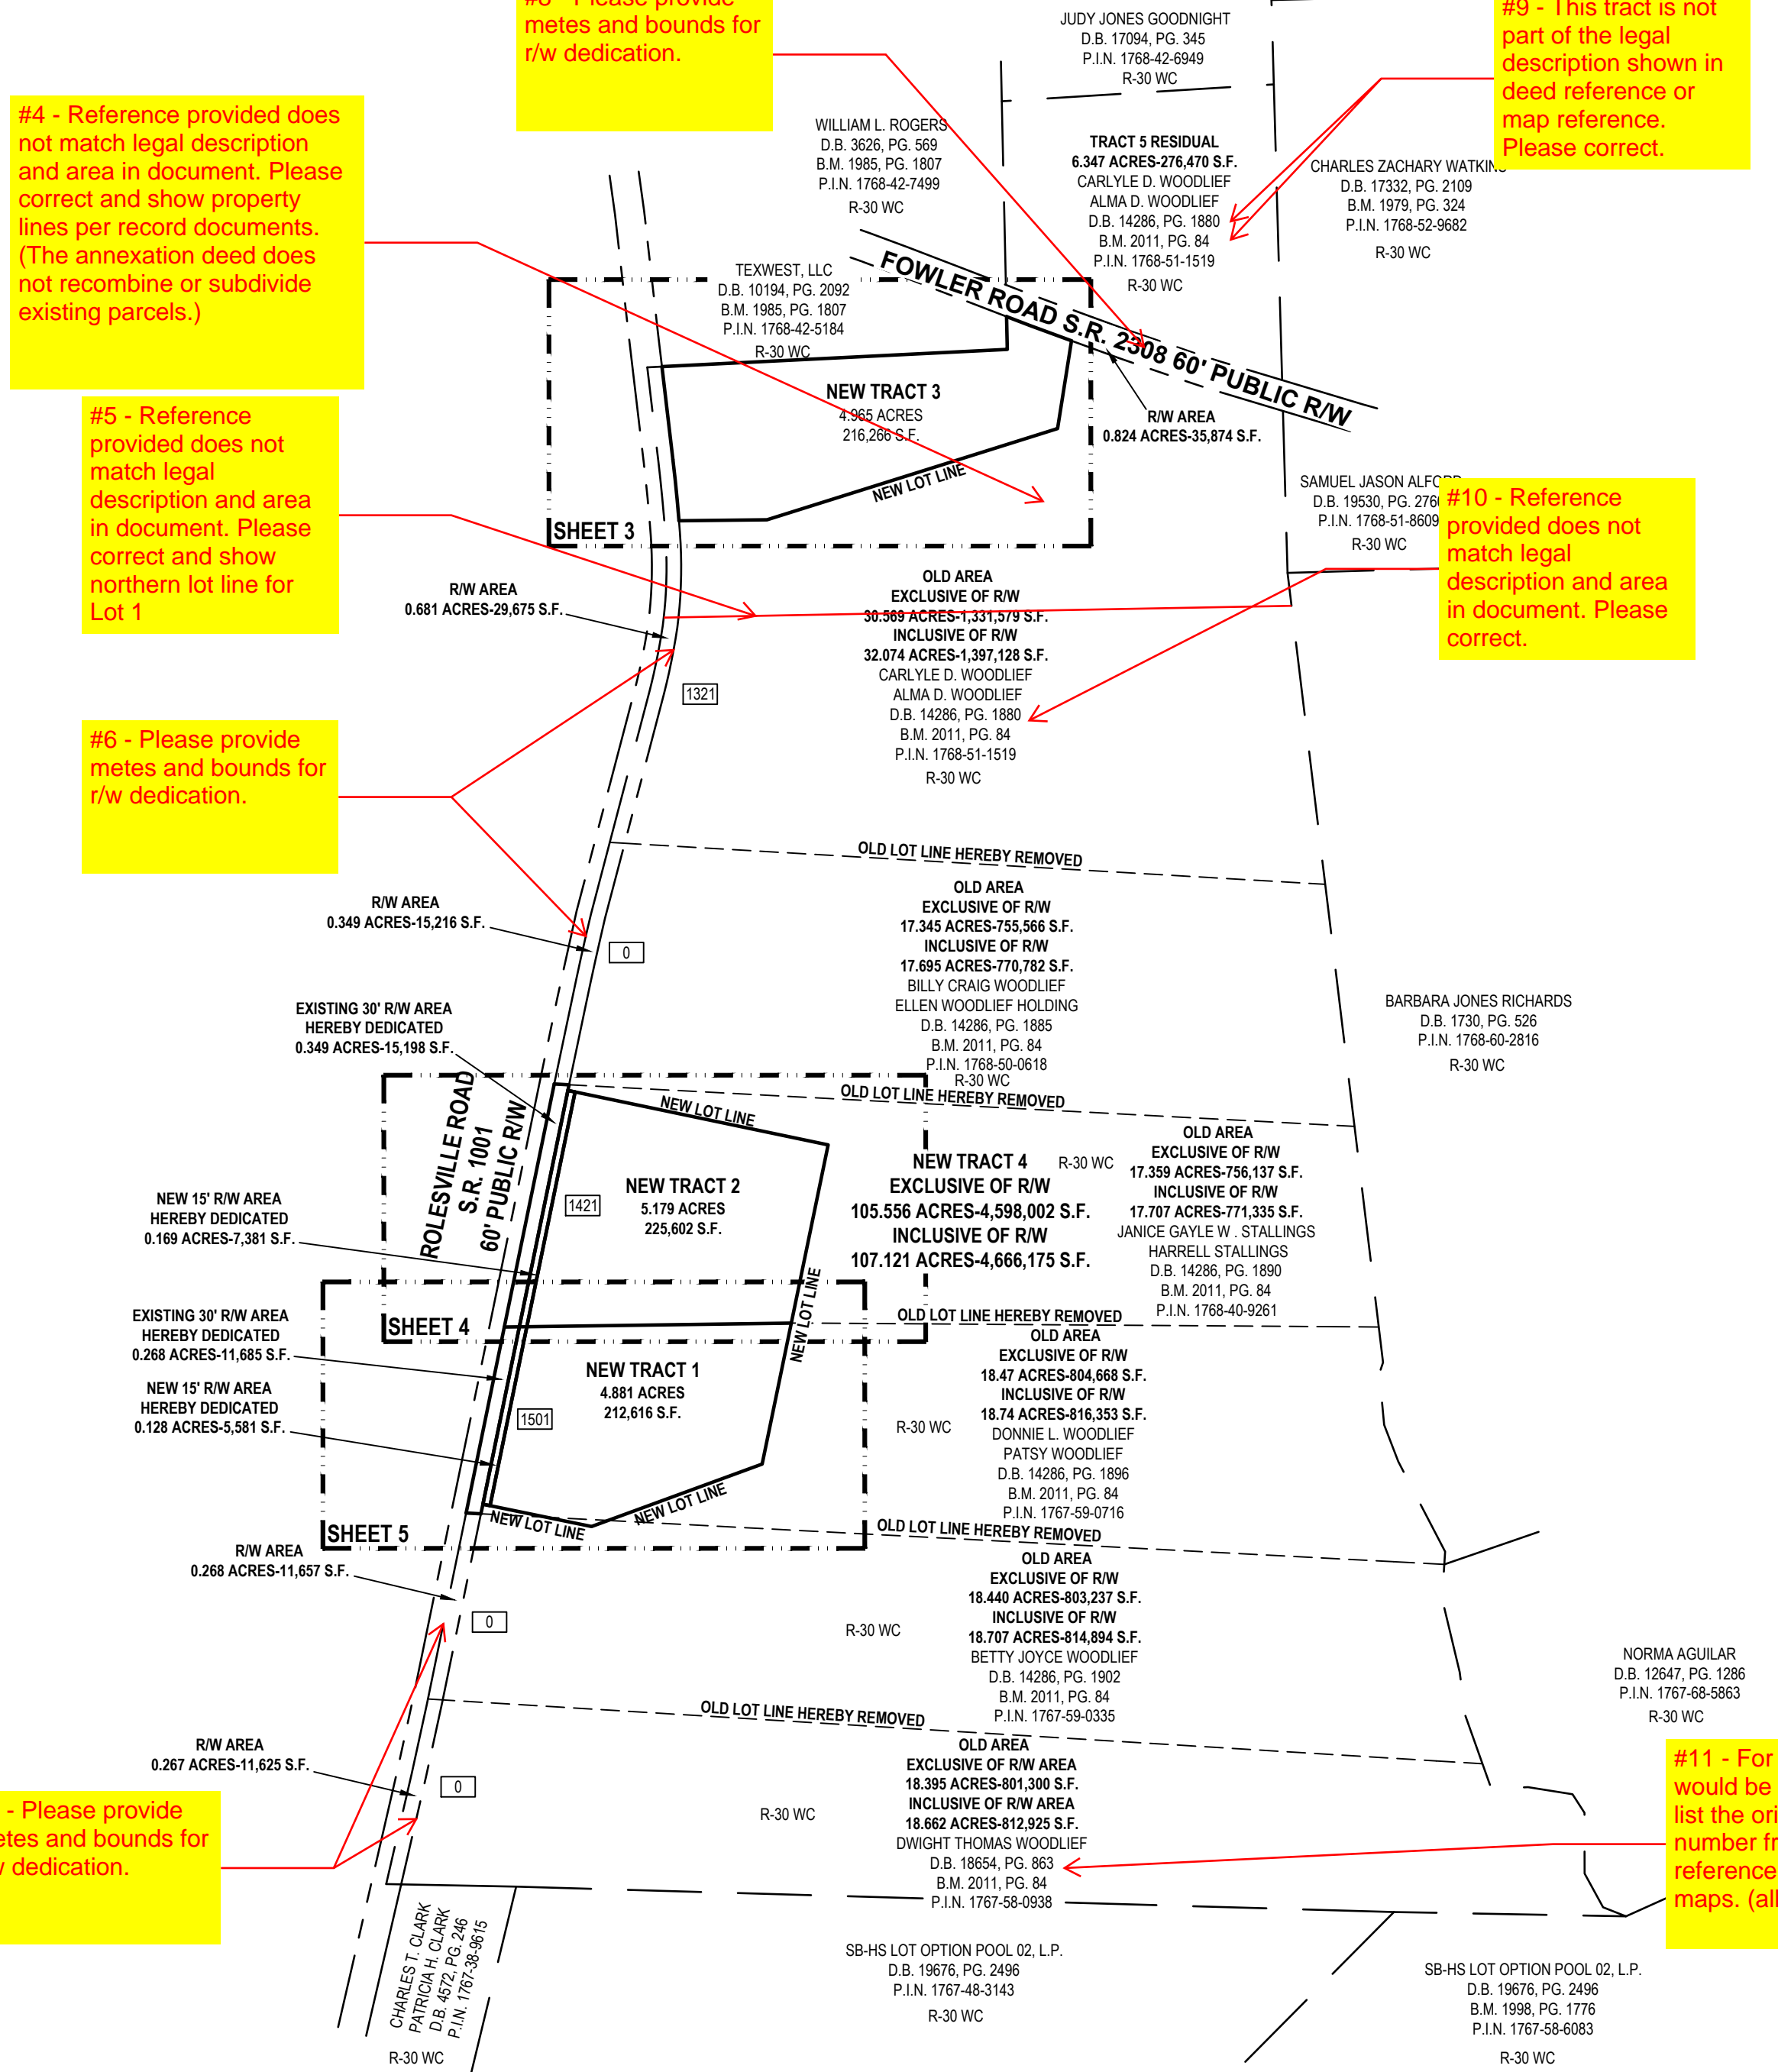 #8 - Please provide
metes and bounds for
r/w dedication.
JUDY JONES GOODNIGHT
D.B. 17094, PG. 345
P.I.N. 1768-42-6949
R-30 WC
#9 - This tract is not
part of the legal
description shown in
deed reference or
map reference.
Please correct.
#4 - Reference provided does
not match legal description
and area in document. Please
correct and show property
lines per record documents.
(The annexation deed does
not recombine or subdivide
existing parcels.)
WILLIAM L. ROGERS
D.B. 3626, PG. 569
B.M. 1985, PG. 1807
P.I.N. 1768-42-7499
R-30 WC
TRACT 5 RESIDUAL
6.347 ACRES-276,470 S.F.
CARLYLE D. WOODLIEF
ALMA D. WOODLIEF
D.B. 14286, PG. 1880
B.M. 2011, PG. 84
P.I.N. 1768-51-1519
R-30 WC
CHARLES ZACHARY WATKINS
D.B. 17332, PG. 2109
B.M. 1979, PG. 324
P.I.N. 1768-52-9682
R-30 WC
TEXWEST, LLC
D.B. 10194, PG. 2092
B.M. 1985, PG. 1807
P.I.N. 1768-42-5184
R-30 WC
FOWLER ROAD S.R. 2308 60' PUBLIC R/W
NEW TRACT 3
4.965 ACRES
216,266 S.F.
R/W AREA
0.824 ACRES-35,874 S.F.
NEW LOT LINE
SHEET 3
#5 - Reference
provided does not
match legal
description and area
in document. Please
correct and show
northern lot line for
Lot 1
SAMUEL JASON ALFORD
D.B. 19530, PG. 276
P.I.N. 1768-51-8609
R-30 WC
#10 - Reference
provided does not
match legal
description and area
in document. Please
correct.
R/W AREA
0.681 ACRES-29,675 S.F.
OLD AREA
EXCLUSIVE OF R/W
30.569 ACRES-1,331,579 S.F.
INCLUSIVE OF R/W
32.074 ACRES-1,397,128 S.F.
CARLYLE D. WOODLIEF
ALMA D. WOODLIEF
D.B. 14286, PG. 1880
B.M. 2011, PG. 84
P.I.N. 1768-51-1519
R-30 WC
1321
#6 - Please provide
metes and bounds for
r/w dedication.
OLD LOT LINE HEREBY REMOVED
R/W AREA
0.349 ACRES-15,216 S.F.
0
OLD AREA
EXCLUSIVE OF R/W
17.345 ACRES-755,566 S.F.
INCLUSIVE OF R/W
17.695 ACRES-770,782 S.F.
BILLY CRAIG WOODLIEF
ELLEN WOODLIEF HOLDING
D.B. 14286, PG. 1885
B.M. 2011, PG. 84
P.I.N. 1768-50-0618
R-30 WC
BARBARA JONES RICHARDS
D.B. 1730, PG. 526
P.I.N. 1768-60-2816
R-30 WC
EXISTING 30' R/W AREA
HEREBY DEDICATED
0.349 ACRES-15,198 S.F.
OLD LOT LINE HEREBY REMOVED
NEW LOT LINE
ROLESVILLE ROAD
S.R. 1001
60' PUBLIC R/W
NEW TRACT 2
5.179 ACRES
225,602 S.F.
1421
NEW TRACT 4
EXCLUSIVE OF R/W
105.556 ACRES-4,598,002 S.F.
INCLUSIVE OF R/W
107.121 ACRES-4,666,175 S.F.
R-30 WC
OLD AREA
EXCLUSIVE OF R/W
17.359 ACRES-756,137 S.F.
INCLUSIVE OF R/W
17.707 ACRES-771,335 S.F.
JANICE GAYLE W . STALLINGS
HARRELL STALLINGS
D.B. 14286, PG. 1890
B.M. 2011, PG. 84
P.I.N. 1768-40-9261
NEW 15' R/W AREA
HEREBY DEDICATED
0.169 ACRES-7,381 S.F.
NEW LOT LINE
SHEET 4
OLD LOT LINE HEREBY REMOVED
EXISTING 30' R/W AREA
HEREBY DEDICATED
0.268 ACRES-11,685 S.F.
NEW 15' R/W AREA
HEREBY DEDICATED
0.128 ACRES-5,581 S.F.
NEW TRACT 1
4.881 ACRES
212,616 S.F.
1501
R-30 WC
OLD AREA
EXCLUSIVE OF R/W
18.47 ACRES-804,668 S.F.
INCLUSIVE OF R/W
18.74 ACRES-816,353 S.F.
DONNIE L. WOODLIEF
PATSY WOODLIEF
D.B. 14286, PG. 1896
B.M. 2011, PG. 84
P.I.N. 1767-59-0716
NEW LOT LINE
NEW LOT LINE
SHEET 5
OLD LOT LINE HEREBY REMOVED
R/W AREA
0.268 ACRES-11,657 S.F.
0
R-30 WC
OLD AREA
EXCLUSIVE OF R/W
18.440 ACRES-803,237 S.F.
INCLUSIVE OF R/W
18.707 ACRES-814,894 S.F.
BETTY JOYCE WOODLIEF
D.B. 14286, PG. 1902
B.M. 2011, PG. 84
P.I.N. 1767-59-0335
NORMA AGUILAR
D.B. 12647, PG. 1286
P.I.N. 1767-68-5863
R-30 WC
OLD LOT LINE HEREBY REMOVED
R/W AREA
0.267 ACRES-11,625 S.F.
0
R-30 WC
OLD AREA
EXCLUSIVE OF R/W AREA
18.395 ACRES-801,300 S.F.
INCLUSIVE OF R/W AREA
18.662 ACRES-812,925 S.F.
DWIGHT THOMAS WOODLIEF
D.B. 18654, PG. 863
B.M. 2011, PG. 84
P.I.N. 1767-58-0938
- Please provide
etes and bounds for
w dedication.
#11 - For
would be
list the ori
number fr
reference
maps. (all
CHARLES T. CLARK
PATRICIA H. CLARK
D.B. 4572, PG. 246
P.I.N. 1767-38-9615
R-30 WC
SB-HS LOT OPTION POOL 02, L.P.
D.B. 19676, PG. 2496
P.I.N. 1767-48-3143
R-30 WC
SB-HS LOT OPTION POOL 02, L.P.
D.B. 19676, PG. 2496
B.M. 1998, PG. 1776
P.I.N. 1767-58-6083
R-30 WC